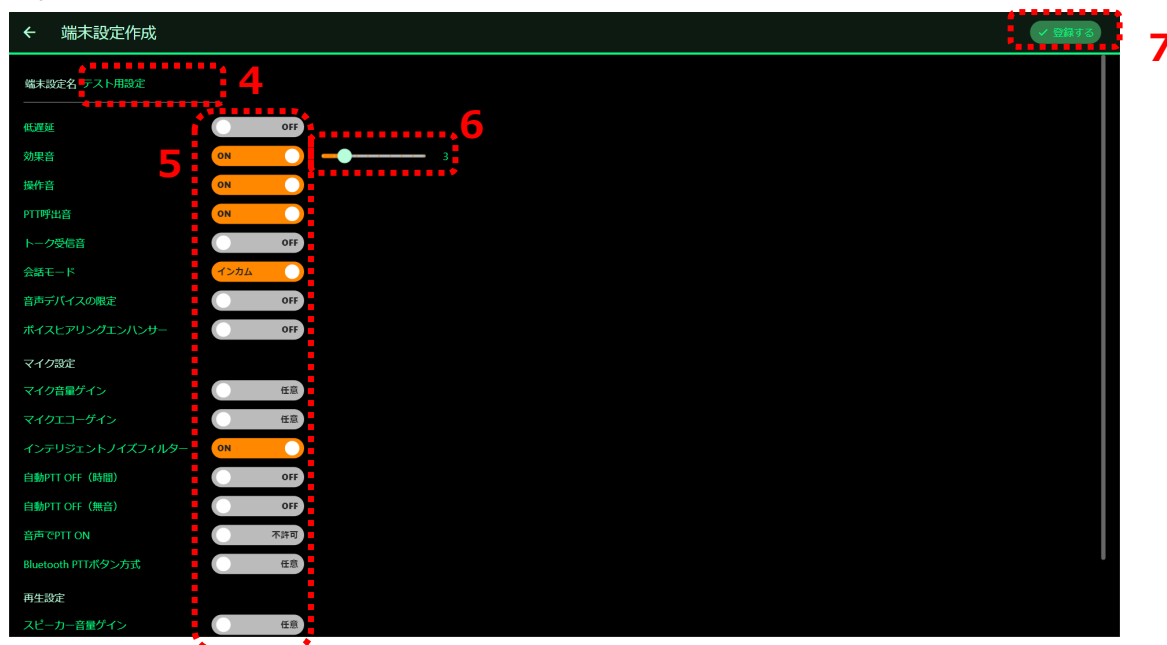 ← 端末設定作成
✓ 登録する
7
端末設定名 テスト用設定
4
低遅延 OFF
6
効果音 ON 3
5
操作音 ON
PTT呼出音 ON
トーク受信音 OFF
会話モード インカム
音声デバイスの限定 OFF
ボイスヒアリングエンハンサー OFF
マイク設定
マイク音量ゲイン 任意
マイクエコーゲイン 任意
インテリジェントノイズフィルター ON
自動PTT OFF（時間） OFF
自動PTT OFF（無音） OFF
音声でPTT ON 不許可
Bluetooth PTTボタン方式 任意
再生設定
スピーカー音量ゲイン 任意